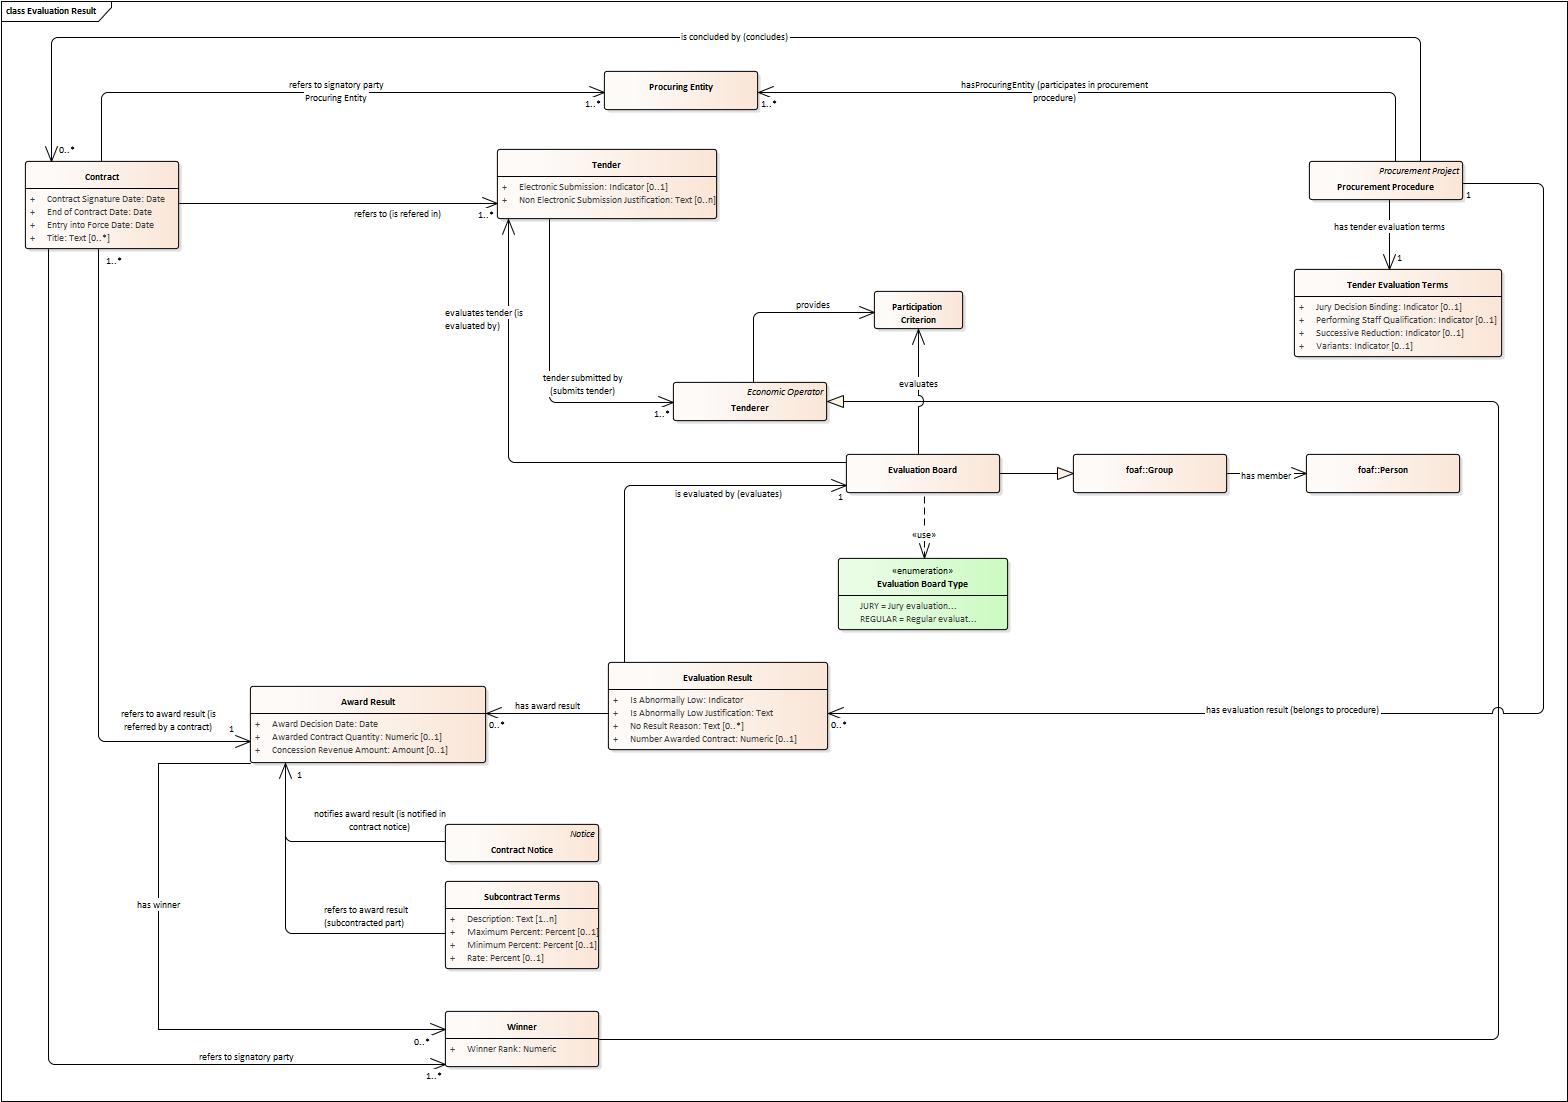 class Evaluation Result
is concluded by (concludes)
refers to signatory party
Procuring Entity
1..*
Procuring Entity
1..*
hasProcuringEntity (participates in procurement
procedure)
0..*
Contract
+ Contract Signature Date: Date
+ End of Contract Date: Date
+ Entry into Force Date: Date
+ Title: Text [0..*]
1..*
refers to (is refered in)
1..*
Tender
+ Electronic Submission: Indicator [0..1]
+ Non Electronic Submission Justification: Text [0..n]
Procurement Project
Procurement Procedure
1
has tender evaluation terms
1
Tender Evaluation Terms
+ Jury Decision Binding: Indicator [0..1]
+ Performing Staff Qualification: Indicator [0..1]
+ Successive Reduction: Indicator [0..1]
+ Variants: Indicator [0..1]
evaluates tender (is
evaluated by)
provides
Participation
Criterion
tender submitted by
(submits tender)
1..*
Economic Operator
Tenderer
evaluates
Evaluation Board
foaf::Group
has member
foaf::Person
is evaluated by (evaluates)
1
«use»
«enumeration»
Evaluation Board Type
JURY = Jury evaluation...
REGULAR = Regular evaluat...
Evaluation Result
+ Is Abnormally Low: Indicator
+ Is Abnormally Low Justification: Text
+ No Result Reason: Text [0..*]
+ Number Awarded Contract: Numeric [0..1]
0..*
has evaluation result (belongs to procedure)
has award result
0..*
Award Result
+ Award Decision Date: Date
+ Awarded Contract Quantity: Numeric [0..1]
+ Concession Revenue Amount: Amount [0..1]
refers to award result (is
referred by a contract)
1
1
notifies award result (is notified in
contract notice)
Notice
Contract Notice
refers to award result
(subcontracted part)
Subcontract Terms
+ Description: Text [1..n]
+ Maximum Percent: Percent [0..1]
+ Minimum Percent: Percent [0..1]
+ Rate: Percent [0..1]
has winner
0..*
Winner
+ Winner Rank: Numeric
refers to signatory party
1..*